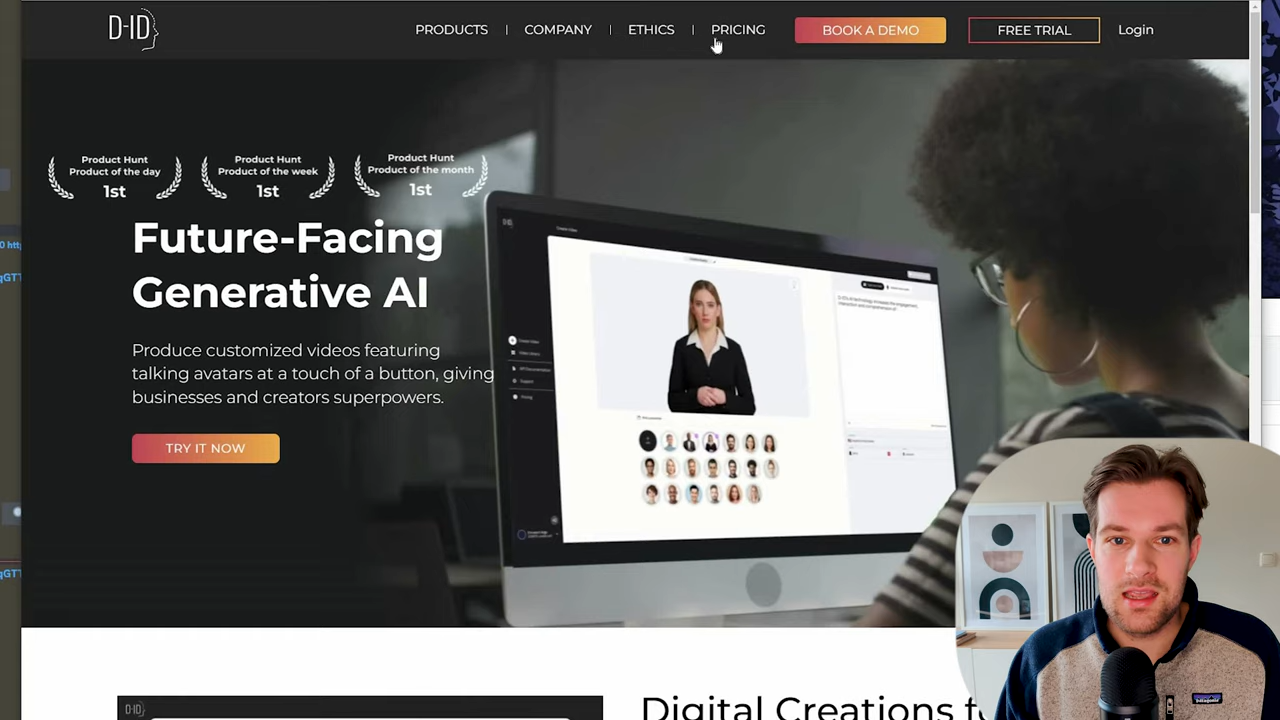 D-ID
PRODUCTS | COMPANY | ETHICS | PRICING
BOOK A DEMO
FREE TRIAL
Login
Product Hunt
Product of the day
1st
Product Hunt
Product of the week
1st
Product Hunt
Product of the month
1st
Future-Facing
Generative AI
Produce customized videos featuring
talking avatars at a touch of a button, giving
businesses and creators superpowers.
TRY IT NOW
D-ID
Digital Creations f